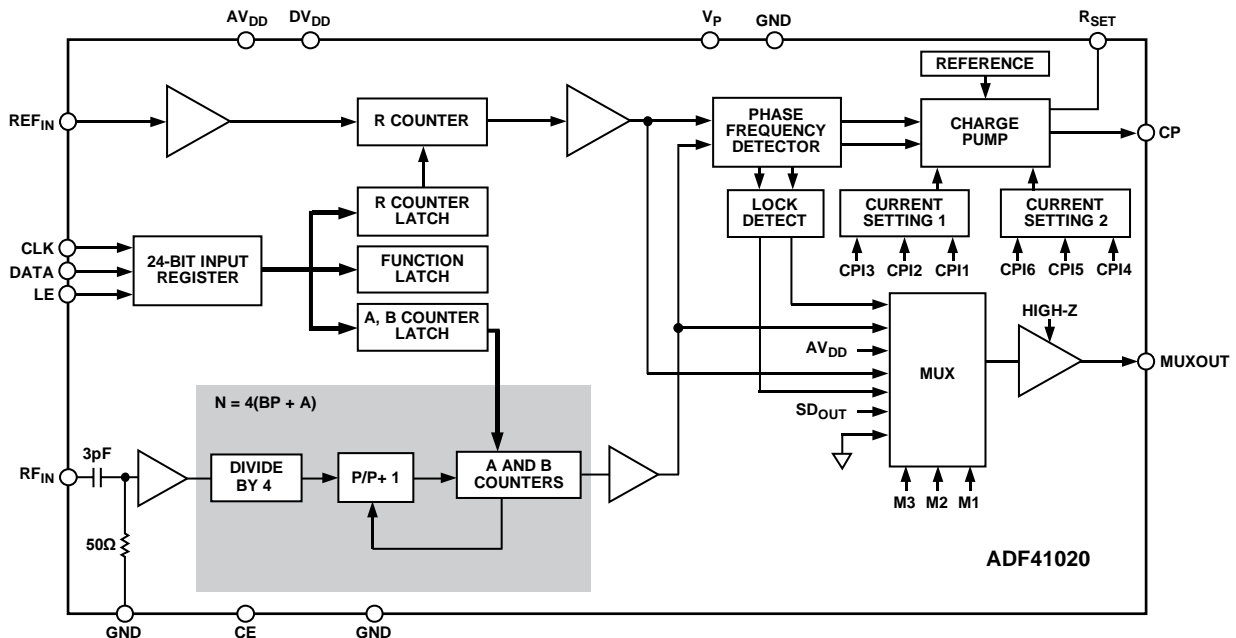 AVDD
DVDD
VP
GND
RSET
REFERENCE
REFIN
R COUNTER
PHASE
FREQUENCY
DETECTOR
CHARGE
PUMP
CP
R COUNTER
LATCH
LOCK
DETECT
CURRENT
SETTING 1
CURRENT
SETTING 2
CLK
DATA
LE
24-BIT INPUT
REGISTER
FUNCTION
LATCH
CPI3
CPI2
CPI1
CPI6
CPI5
CPI4
A, B COUNTER
LATCH
HIGH-Z
AVDD
MUX
MUXOUT
SDOUT
N = 4(BP + A)
3pF
RFIN
DIVIDE
BY 4
P/P+ 1
A AND B
COUNTERS
M3
M2
M1
50Ω
ADF41020
GND
CE
GND